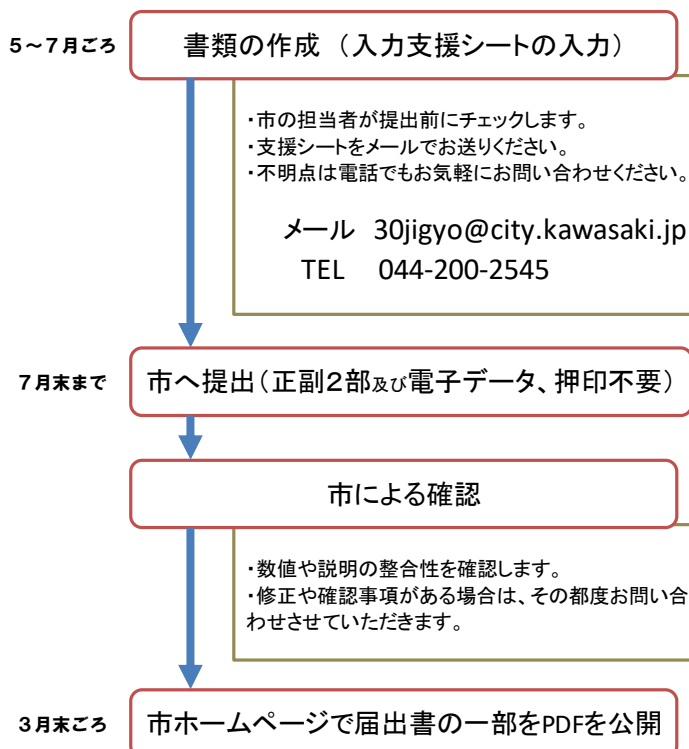 5～7月ごろ
書類の作成 （入力支援シートの入力）
・市の担当者が提出前にチェックします。
・支援シートをメールでお送りください。
・不明点は電話でもお気軽にお問い合わせください。
メール 30jigyo@city.kawasaki.jp
TEL 044-200-2545
7月末まで
市へ提出（正副2部及び電子データ、押印不要）
市による確認
・数値や説明の整合性を確認します。
・修正や確認事項がある場合は、その都度お問い合
わせさせていただきます。
3月末ごろ
市ホームページで届出書の一部をPDFを公開